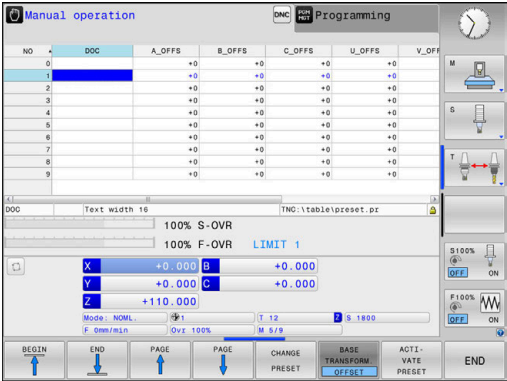 Manual operation
DNC
PGM MGT
Programming
NO DOC A_OFFS B_OFFS C_OFFS U_OFFS V_OFF
0 +0 +0 +0 +0
1 +0 +0 +0 +0
2 +0 +0 +0 +0
3 +0 +0 +0 +0
4 +0 +0 +0 +0
5 +0 +0 +0 +0
6 +0 +0 +0 +0
7 +0 +0 +0 +0
8 +0 +0 +0 +0
9 +0 +0 +0 +0
DOC Text width 16 TNC:\table\preset.pr
100% S-OVR
100% F-OVR LIMIT 1
X +0.000 B +0.000
Y +0.000 C +0.000
Z +110.000
Mode: NOML. 1 T 12 Z S 1800
F 0mm/min Ovr 100% M 5/9
M
S
T
S100%
OFF ON
F100%
OFF ON
BEGIN
END
PAGE
PAGE
CHANGE
PRESET
BASE
TRANSFORM.
OFFSET
ACTI-
VATE
PRESET
END